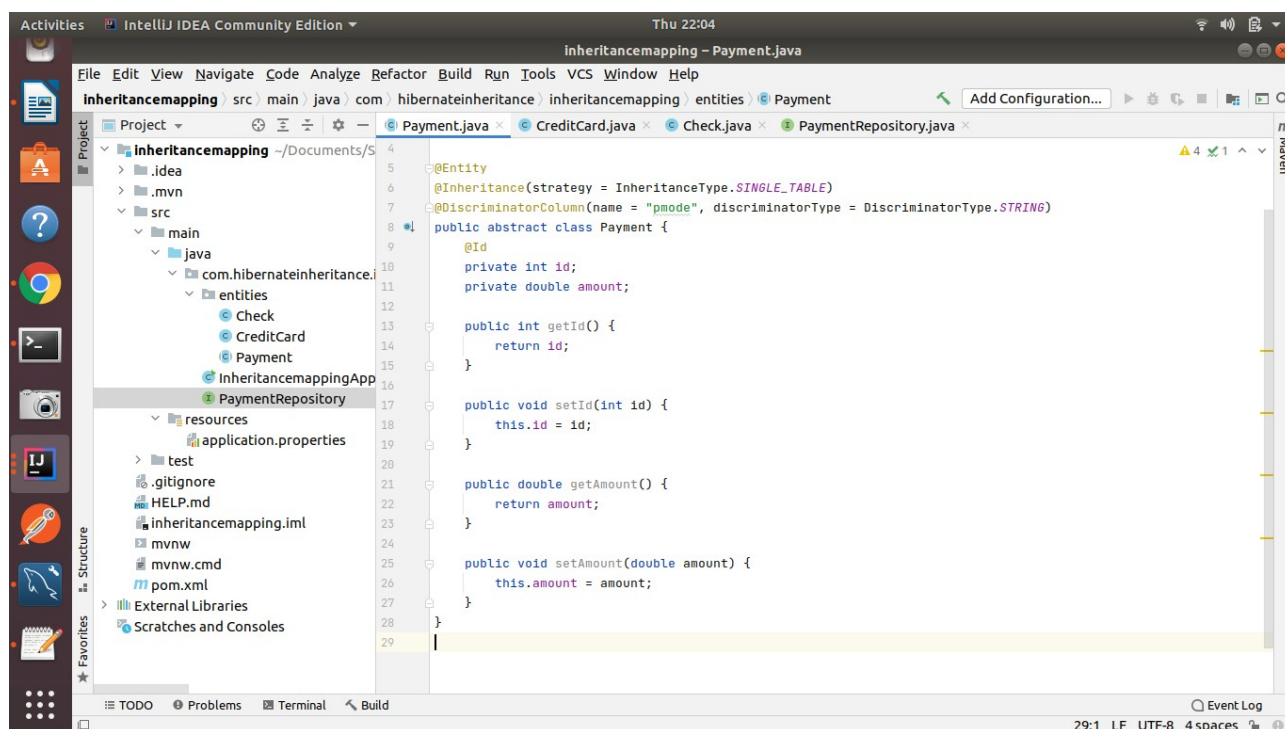 Activities IntelliJ IDEA Community Edition Thu 22:04
inheritancemapping – Payment.java
File Edit View Navigate Code Analyze Refactor Build Run Tools VCS Window Help
inheritancemapping src main java com hibernateinheritance inheritancemapping entities Payment Add Configuration...
Project
Payment.java CreditCard.java Check.java PaymentRepository.java
Project
Maven
inheritancemapping ~/Documents/S
.idea
.mvn
src
main
java
com.hibernateinheritance.i
entities
Check
CreditCard
Payment
InheritancemappingApp
PaymentRepository
resources
application.properties
test
.gitignore
HELP.md
inheritancemapping.iml
mvnw
mvnw.cmd
pom.xml
External Libraries
Scratches and Consoles
Structure
Favorites
4 1
4
5 @Entity
6 @Inheritance(strategy = InheritanceType.SINGLE_TABLE)
7 @DiscriminatorColumn(name = "pmode", discriminatorType = DiscriminatorType.STRING)
8 public abstract class Payment {
9 @Id
10 private int id;
11 private double amount;
12
13 public int getId() {
14 return id;
15 }
16
17 public void setId(int id) {
18 this.id = id;
19 }
20
21 public double getAmount() {
22 return amount;
23 }
24
25 public void setAmount(double amount) {
26 this.amount = amount;
27 }
28 }
29
TODO Problems Terminal Build Event Log
29:1 LF UTF-8 4 spaces